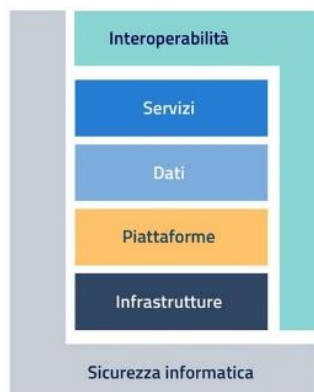 Interoperabilità
Servizi
Dati
Piattaforme
Infrastrutture
Sicurezza informatica